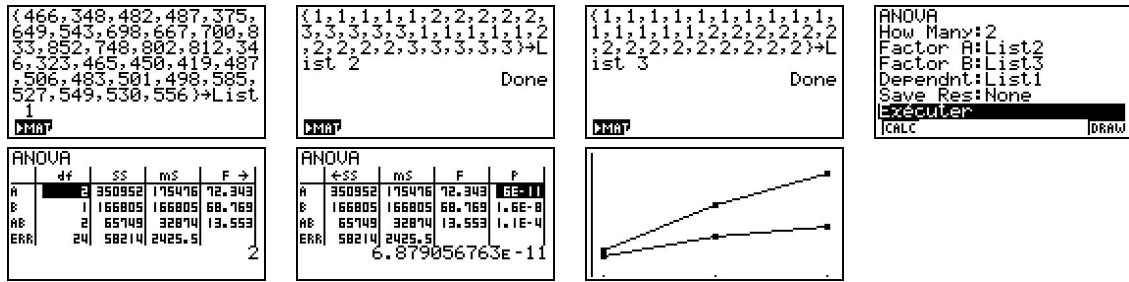 {466,348,482,487,375,
649,543,698,667,700,8
33,852,748,802,812,34
6,323,465,450,419,487
,506,483,501,498,585,
527,549,530,556}→List
1
▶MAT
{1,1,1,1,1,2,2,2,2,2,
3,3,3,3,3,1,1,1,1,1,2
,2,2,2,2,3,3,3,3,3}→L
ist 2
Done
▶MAT
{1,1,1,1,1,1,1,1,1,1,
1,1,1,1,1,2,2,2,2,2,2
,2,2,2,2,2,2,2,2,2}→L
ist 3
Done
▶MAT
ANOVA
How Many:2
Factor A:List2
Factor B:List3
Dependnt:List1
Save Res:None
Exécuter
CALC DRAW
ANOVA
df SS mS F →
A 2 350952 175476 72.343
B 1 166805 166805 68.769
AB 2 65749 32874 13.553
ERR 24 58214 2425.5
2
ANOVA
←SS mS F P
A 350952 175476 72.343 6E-11
B 166805 166805 68.769 1.6E-8
AB 65749 32874 13.553 1.1E-4
ERR 58214 2425.5
6.879056763E-11